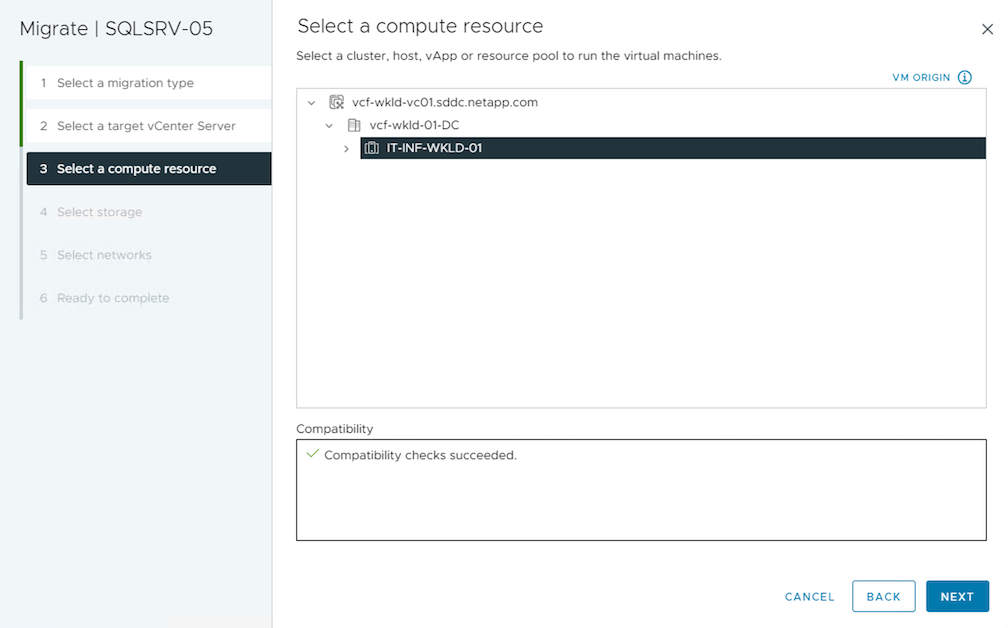 Migrate | SQLSRV-05
1 Select a migration type
2 Select a target vCenter Server
3 Select a compute resource
4 Select storage
5 Select networks
6 Ready to complete
Select a compute resource
Select a cluster, host, vApp or resource pool to run the virtual machines.
VM ORIGIN
vcf-wkld-vc01.sddc.netapp.com
vcf-wkld-01-DC
IT-INF-WKLD-01
Compatibility
Compatibility checks succeeded.
CANCEL BACK NEXT